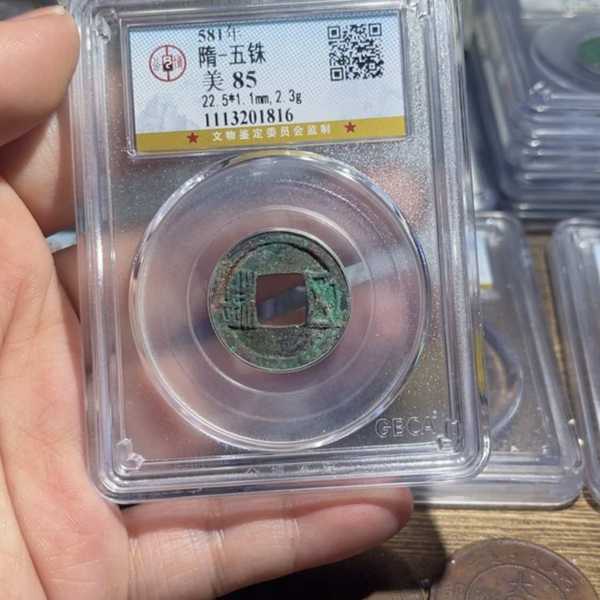 581年
隋-五铢
美 85
22.5*1.1mm,2.3g
1113201816
文物鉴定委员会监制
GBCA